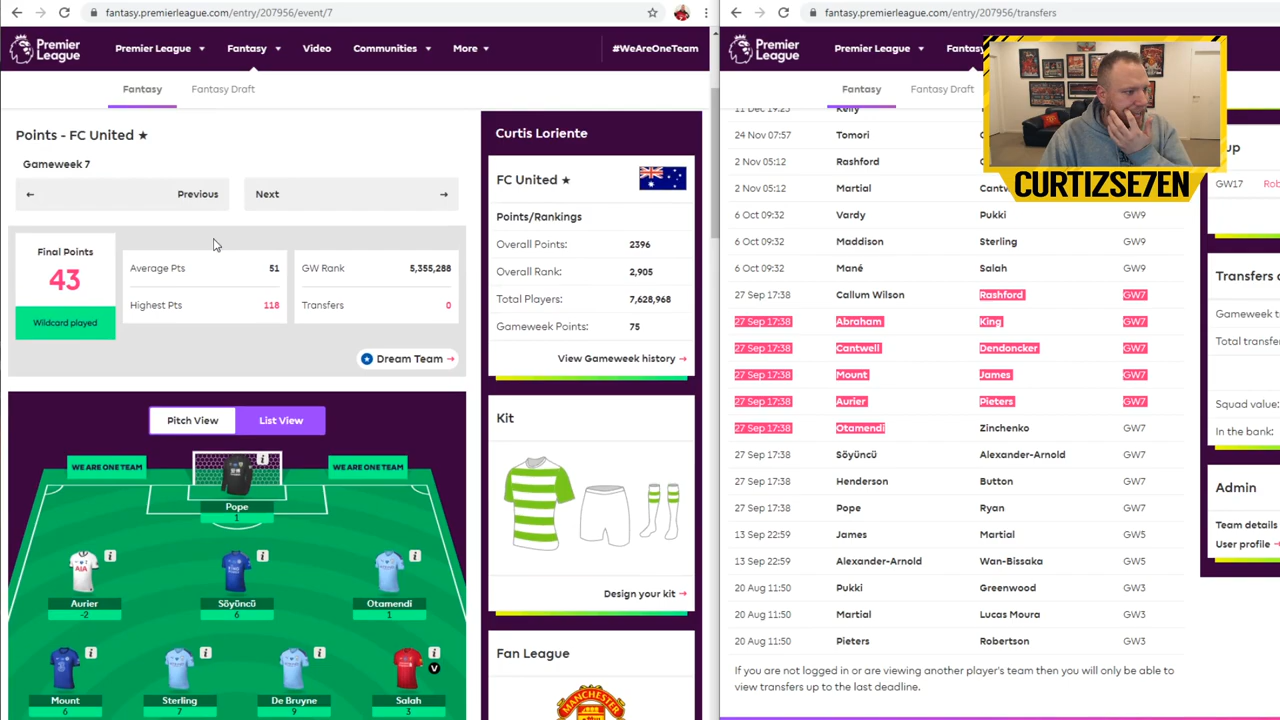 fantasy.premierleague.com/entry/207956/event/7
Premier League
Premier League Fantasy Video Communities More #WeAreOneTeam
Fantasy Fantasy Draft
Points - FC United ★
Gameweek 7
← Previous Next →
Final Points
43
Wildcard played
Average Pts 51
Highest Pts 118
GW Rank 5,355,288
Transfers 0
Dream Team →
Pitch View List View
WE ARE ONE TEAM WE ARE ONE TEAM
Pope
1
Aurier Söyüncü Otamendi
-2 6 1
Mount Sterling De Bruyne Salah
6 7 9 3
V
Curtis Loriente
FC United ★
Points/Rankings
Overall Points: 2396
Overall Rank: 2,905
Total Players: 7,628,968
Gameweek Points: 75
View Gameweek history →
Kit
Design your kit →
Fan League
MANCHESTER
fantasy.premierleague.com/entry/207956/transfers
Premier League
Premier League
Fantasy Fantasy Draft
CURTIZSE7EN
11 Dec 19:25 Kelly
24 Nov 07:57 Tomori
2 Nov 05:12 Rashford
2 Nov 05:12 Martial
6 Oct 09:32 Vardy Pukki GW9
6 Oct 09:32 Maddison Sterling GW9
6 Oct 09:32 Mané Salah GW9
27 Sep 17:38 Callum Wilson Rashford GW7
27 Sep 17:38 Abraham King GW7
27 Sep 17:38 Cantwell Dendoncker GW7
27 Sep 17:38 Mount James GW7
27 Sep 17:38 Aurier Pieters GW7
27 Sep 17:38 Otamendi Zinchenko GW7
27 Sep 17:38 Söyüncü Alexander-Arnold GW7
27 Sep 17:38 Henderson Button GW7
27 Sep 17:38 Pope Ryan GW7
13 Sep 22:59 James Martial GW5
13 Sep 22:59 Alexander-Arnold Wan-Bissaka GW5
20 Aug 11:50 Pukki Greenwood GW3
20 Aug 11:50 Martial Lucas Moura GW3
20 Aug 11:50 Pieters Robertson GW3
If you are not logged in or are viewing another player's team then you will only be able to
view transfers up to the last deadline.
GW17
Transfers
Gameweek
Total transfer
Squad value:
In the bank:
Admin
Team details
User profile →